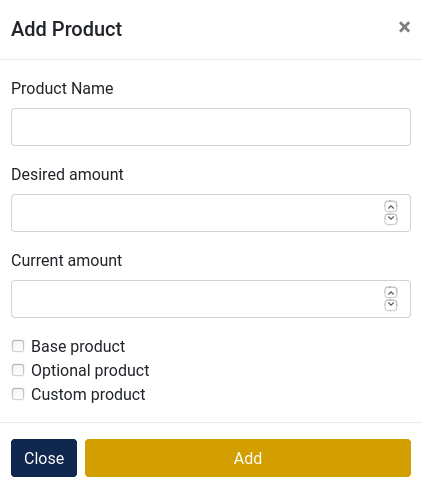 Add Product ×
Product Name
Desired amount
Current amount
Base product
Optional product
Custom product
Close Add